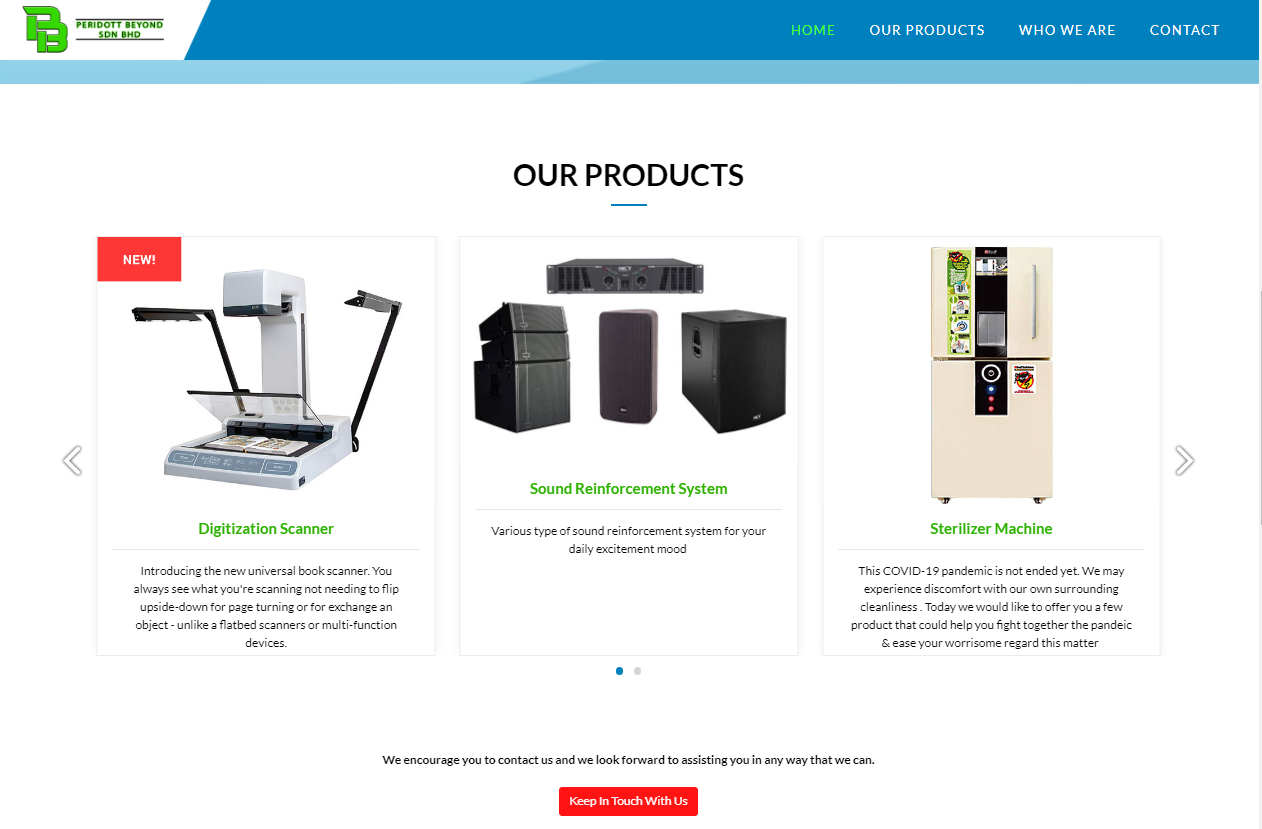 PERIDOTT BEYOND
SDN BHD
HOME
OUR PRODUCTS
WHO WE ARE
CONTACT
OUR PRODUCTS
NEW!
Digitization Scanner
Introducing the new universal book scanner. You
always see what you're scanning not needing to flip
upside-down for page turning or for exchange an
object - unlike a flatbed scanners or multi-function
devices.
Sound Reinforcement System
Various type of sound reinforcement system for your
daily excitement mood
Sterilizer Machine
This COVID-19 pandemic is not ended yet. We may
experience discomfort with our own surrounding
cleanliness . Today we would like to offer you a few
product that could help you fight together the pandeic
& ease your worrisome regard this matter
We encourage you to contact us and we look forward to assisting you in any way that we can.
Keep In Touch With Us